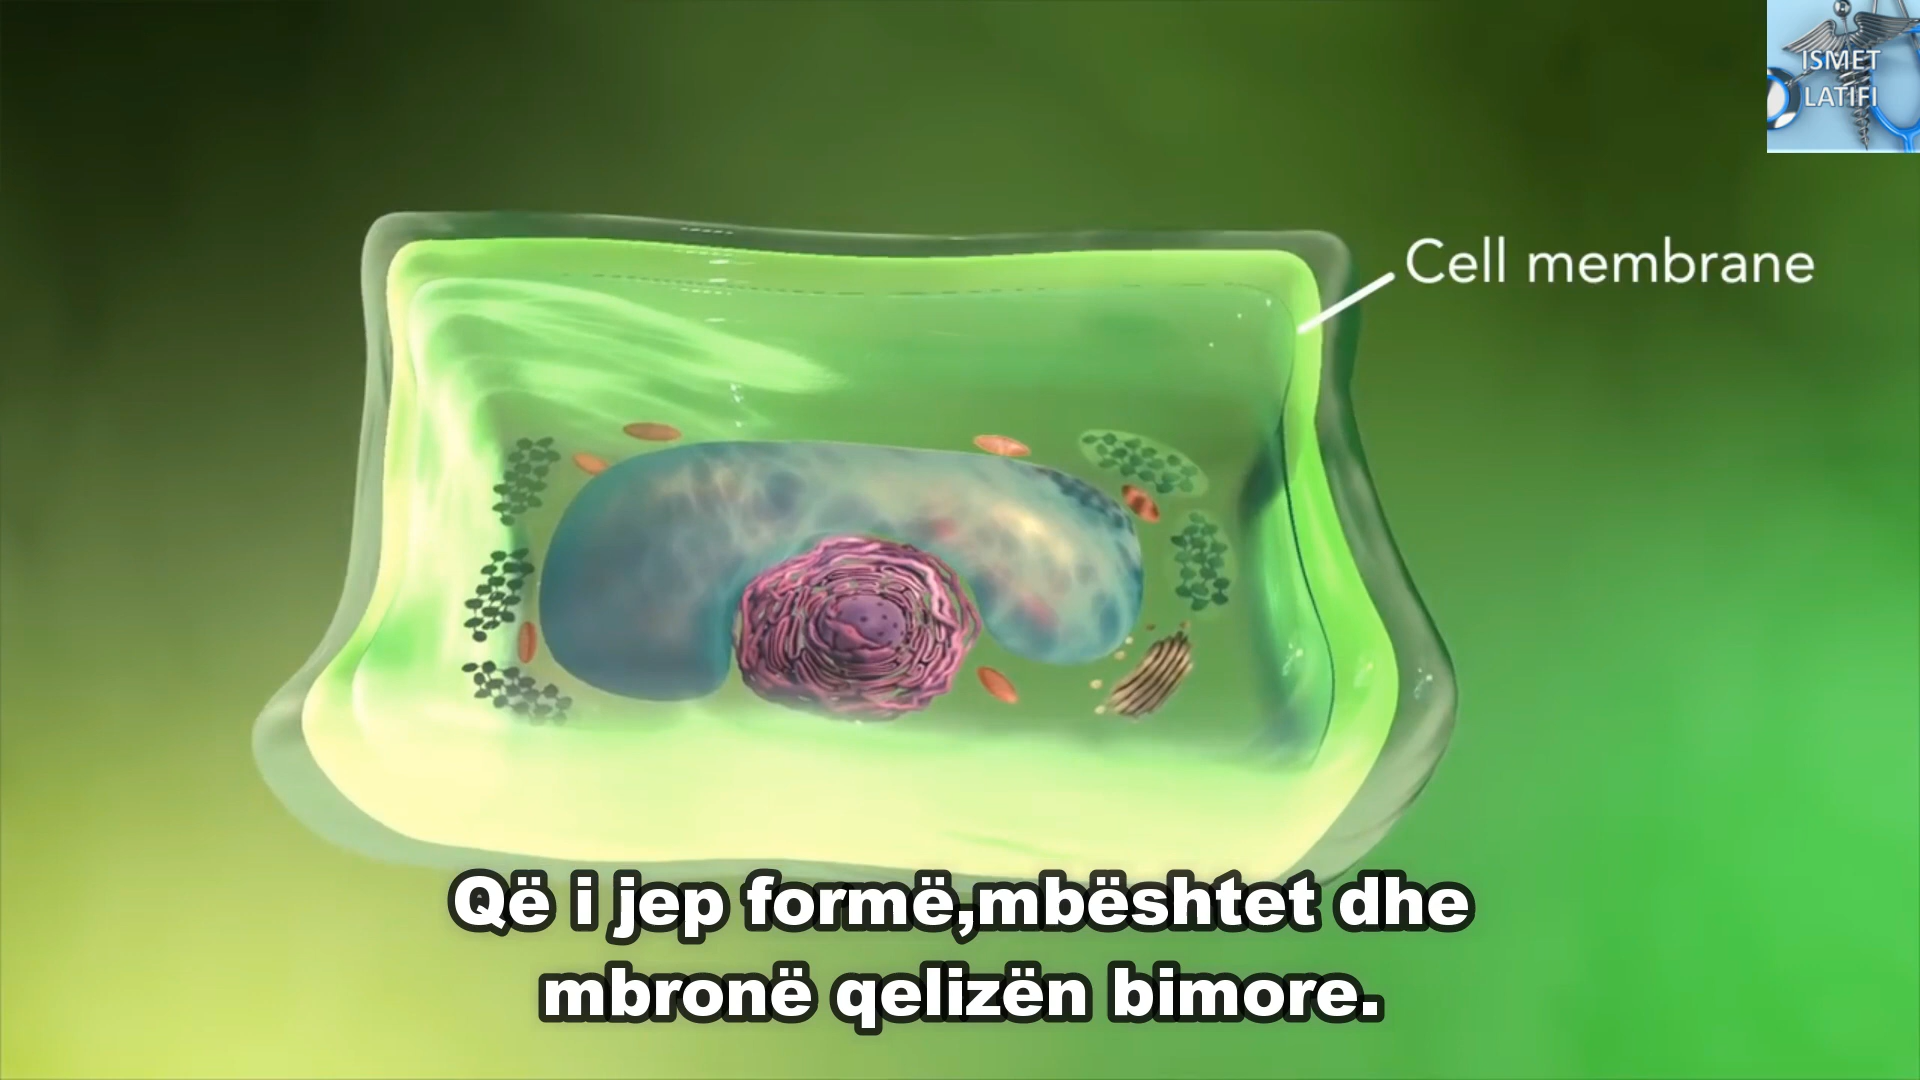 ISMET
LATIFI
Cell membrane
Që i jep formë,mbështet dhe
mbronë qelizën bimore.